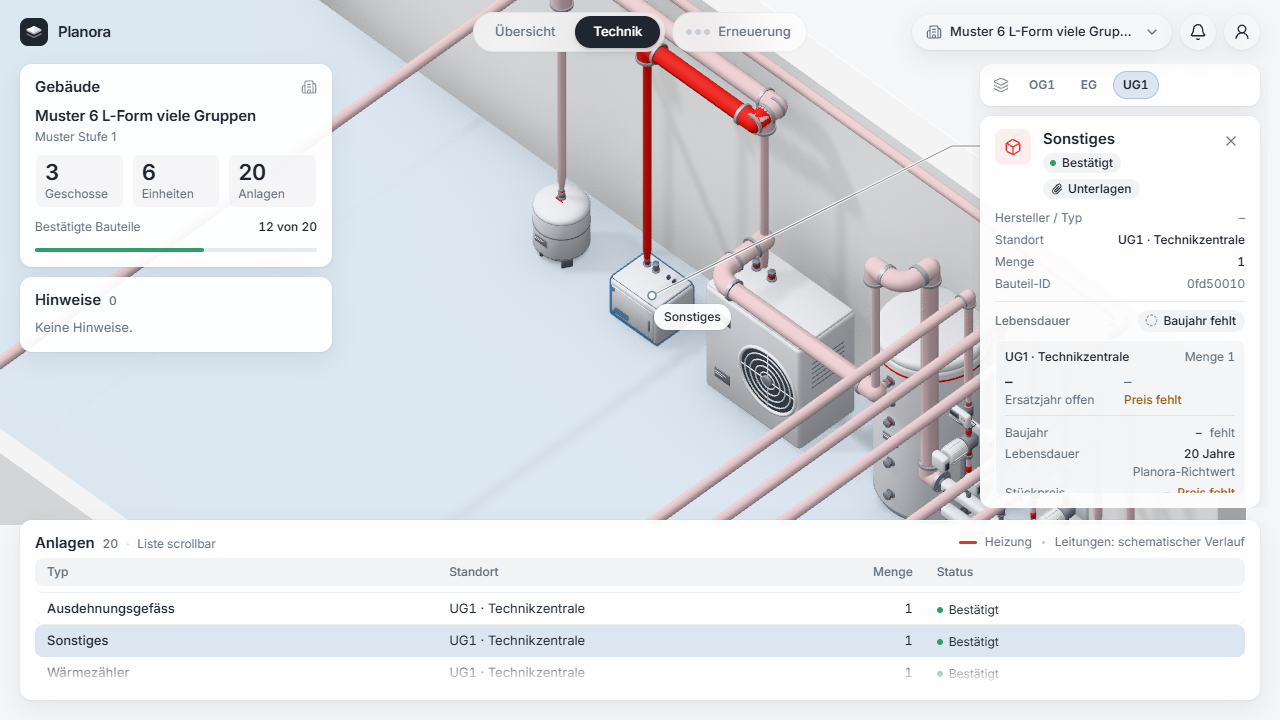 Planora
Übersicht
Technik
Erneuerung
Muster 6 L-Form viele Grup...
Gebäude
Muster 6 L-Form viele Gruppen
Muster Stufe 1
3 Geschosse
6 Einheiten
20 Anlagen
Bestätigte Bauteile 12 von 20
Hinweise 0
Keine Hinweise.
Sonstiges
OG1 EG UG1
Sonstiges
Bestätigt
Unterlagen
Hersteller / Typ –
Standort UG1 · Technikzentrale
Menge 1
Bauteil-ID 0fd50010
Lebensdauer Baujahr fehlt
UG1 · Technikzentrale Menge 1
– –
Ersatzjahr offen Preis fehlt
Baujahr – fehlt
Lebensdauer 20 Jahre
Planora-Richtwert
Stückpreis – Preis fehlt
Anlagen 20 · Liste scrollbar
Heizung · Leitungen: schematischer Verlauf
Typ Standort Menge Status
Ausdehnungsgefäss UG1 · Technikzentrale 1 Bestätigt
Sonstiges UG1 · Technikzentrale 1 Bestätigt
Wärmezähler UG1 · Technikzentrale 1 Bestätigt